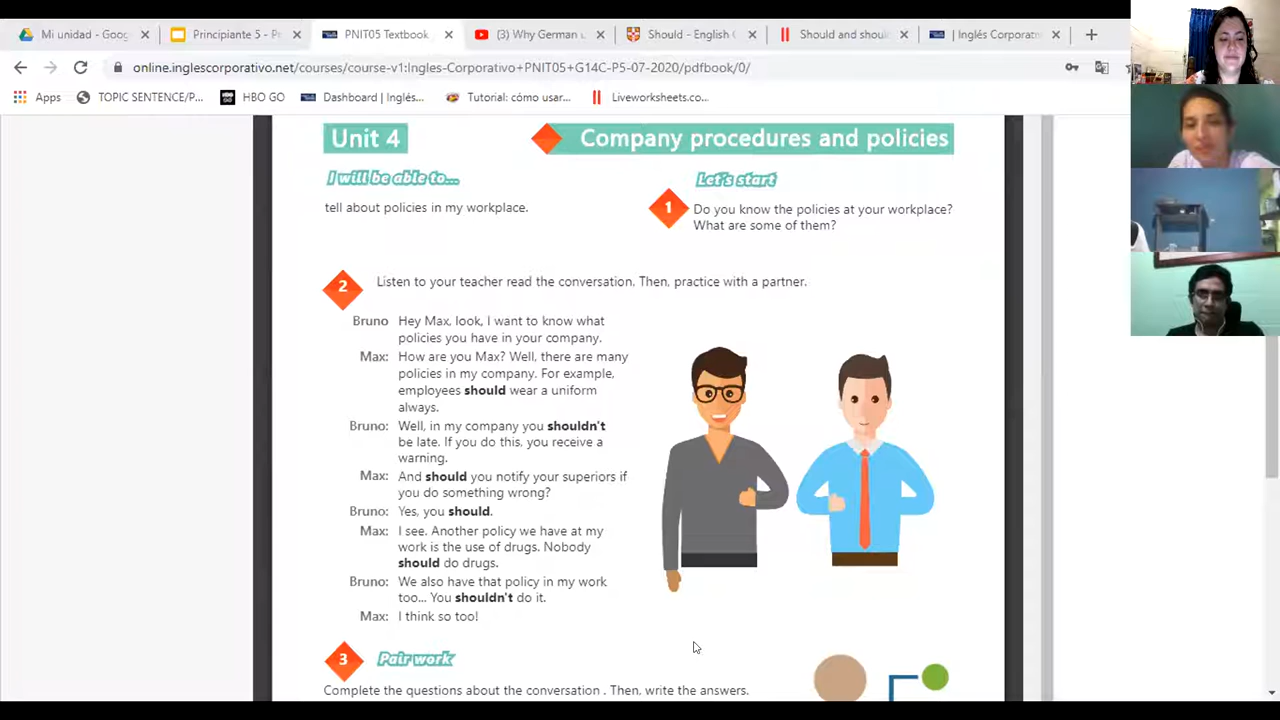 Mi unidad - Goog
Principiante 5 - Pe
PNIT05 Textbook
(3) Why German u
Should - English G
Should and shoul
| Inglés Corporat
online.inglescorporativo.net/courses/course-v1:Ingles-Corporativo+PNIT05+G14C-P5-07-2020/pdfbook/0/
Apps
TOPIC SENTENCE/P...
HBO GO
Dashboard | Inglés...
Tutorial: cómo usar...
Liveworksheets.co...
Unit 4
Company procedures and policies
I will be able to...
tell about policies in my workplace.
Let's start
1
Do you know the policies at your workplace?
What are some of them?
2
Listen to your teacher read the conversation. Then, practice with a partner.
Bruno Hey Max, look, I want to know what
policies you have in your company.
Max: How are you Max? Well, there are many
policies in my company. For example,
employees should wear a uniform
always.
Bruno: Well, in my company you shouldn't
be late. If you do this, you receive a
warning.
Max: And should you notify your superiors if
you do something wrong?
Bruno: Yes, you should.
Max: I see. Another policy we have at my
work is the use of drugs. Nobody
should do drugs.
Bruno: We also have that policy in my work
too... You shouldn't do it.
Max: I think so too!
3
Pair work
Complete the questions about the conversation . Then, write the answers.